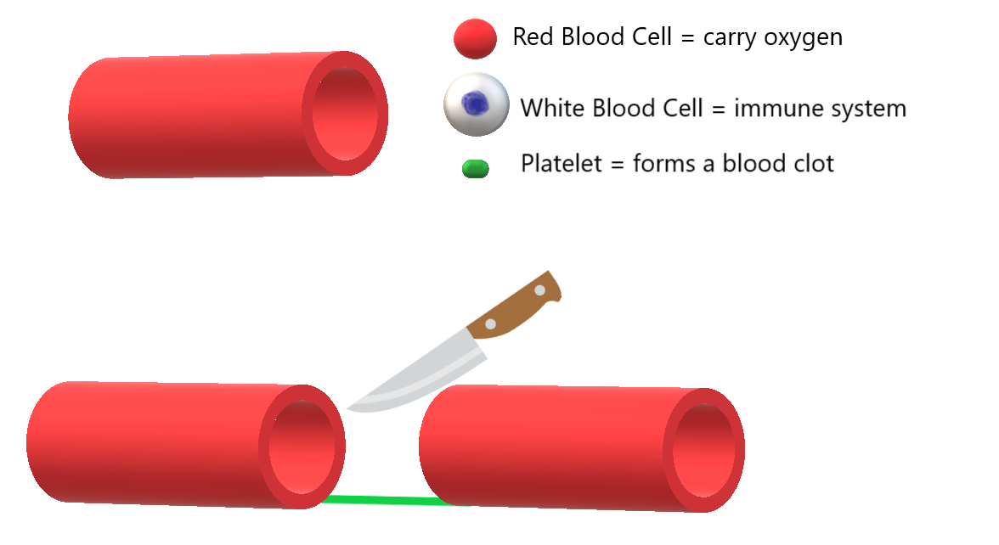 Red Blood Cell = carry oxygen
White Blood Cell = immune system
Platelet = forms a blood clot